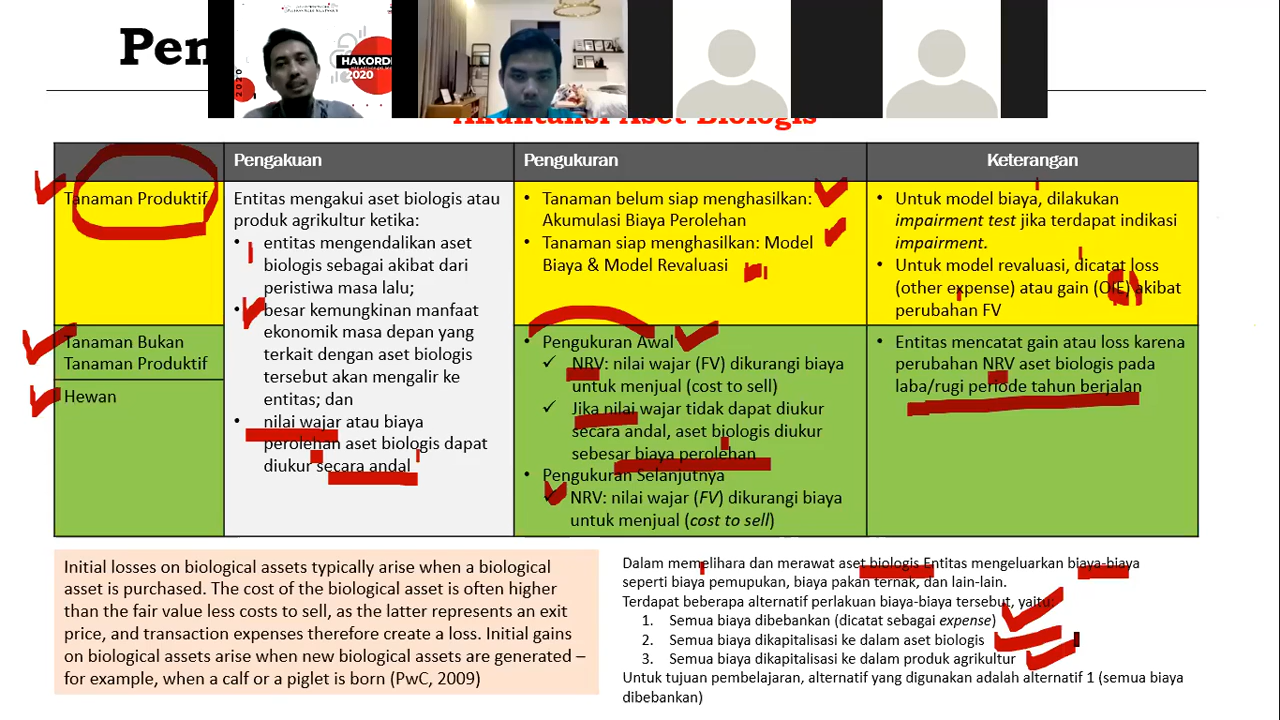 Pen
HAKORDI
2020
2020
Akuntansi Aset Biologis
Pengakuan
Pengukuran
Keterangan
Tanaman Produktif
Entitas mengakui aset biologis atau
produk agrikultur ketika:
• entitas mengendalikan aset
biologis sebagai akibat dari
peristiwa masa lalu;
• besar kemungkinan manfaat
ekonomik masa depan yang
terkait dengan aset biologis
tersebut akan mengalir ke
entitas; dan
• nilai wajar atau biaya
perolehan aset biologis dapat
diukur secara andal
• Tanaman belum siap menghasilkan:
Akumulasi Biaya Perolehan
• Tanaman siap menghasilkan: Model
Biaya & Model Revaluasi
• Untuk model biaya, dilakukan
impairment test jika terdapat indikasi
impairment.
• Untuk model revaluasi, dicatat loss
(other expense) atau gain (OIE) akibat
perubahan FV
Tanaman Bukan
Tanaman Produktif
Hewan
• Pengukuran Awal
✓ NRV: nilai wajar (FV) dikurangi biaya
untuk menjual (cost to sell)
✓ Jika nilai wajar tidak dapat diukur
secara andal, aset biologis diukur
sebesar biaya perolehan
• Pengukuran Selanjutnya
✓ NRV: nilai wajar (FV) dikurangi biaya
untuk menjual (cost to sell)
• Entitas mencatat gain atau loss karena
perubahan NRV aset biologis pada
laba/rugi periode tahun berjalan
Initial losses on biological assets typically arise when a biological
asset is purchased. The cost of the biological asset is often higher
than the fair value less costs to sell, as the latter represents an exit
price, and transaction expenses therefore create a loss. Initial gains
on biological assets arise when new biological assets are generated –
for example, when a calf or a piglet is born (PwC, 2009)
Dalam memelihara dan merawat aset biologis Entitas mengeluarkan biaya-biaya
seperti biaya pemupukan, biaya pakan ternak, dan lain-lain.
Terdapat beberapa alternatif perlakuan biaya-biaya tersebut, yaitu:
1. Semua biaya dibebankan (dicatat sebagai expense)
2. Semua biaya dikapitalisasi ke dalam aset biologis
3. Semua biaya dikapitalisasi ke dalam produk agrikultur
Untuk tujuan pembelajaran, alternatif yang digunakan adalah alternatif 1 (semua biaya
dibebankan)